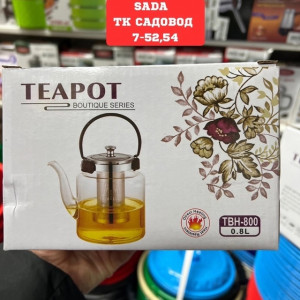 SADA
ТК САДОВОД
7-52,54
TEAPOT
BOUTIQUE SERIES
TBH-800
0.8L